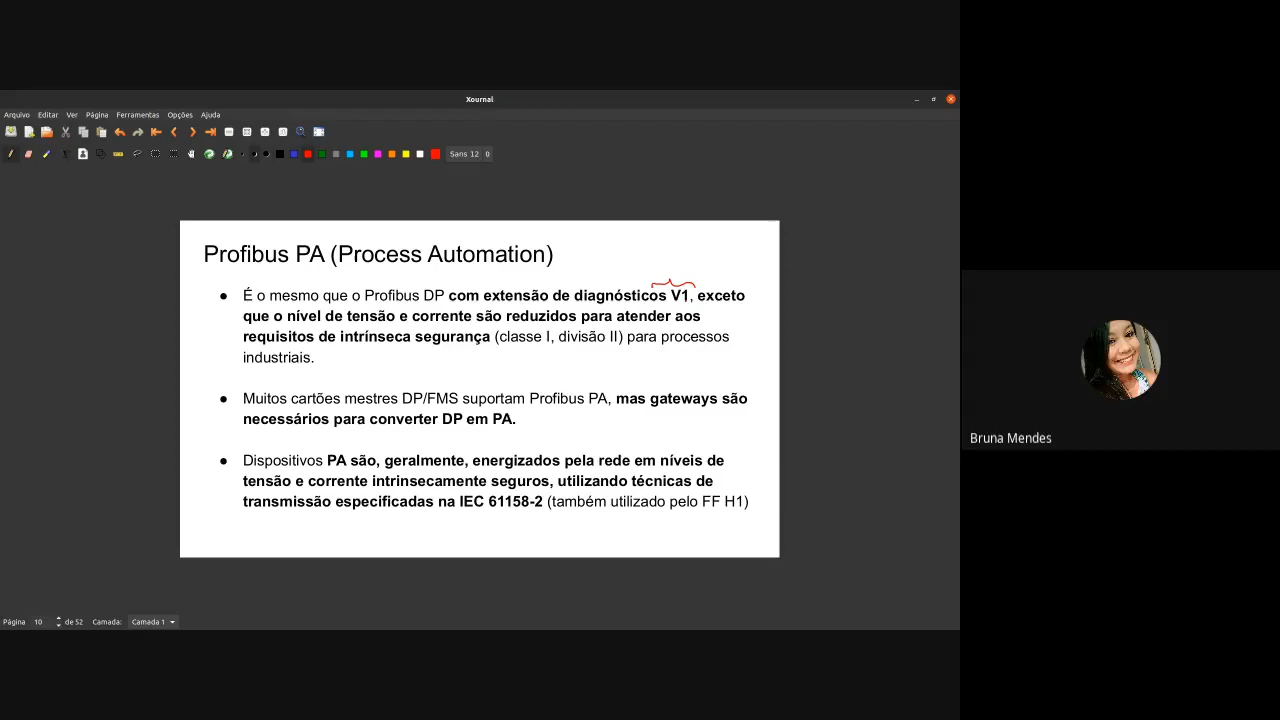 Xournal
Arquivo Editar Ver Página Ferramentas Opções Ajuda
Sans 12
Profibus PA (Process Automation)
● É o mesmo que o Profibus DP com extensão de diagnósticos V1, exceto
que o nível de tensão e corrente são reduzidos para atender aos
requisitos de intrínseca segurança (classe I, divisão II) para processos
industriais.
● Muitos cartões mestres DP/FMS suportam Profibus PA, mas gateways são
necessários para converter DP em PA.
● Dispositivos PA são, geralmente, energizados pela rede em níveis de
tensão e corrente intrinsecamente seguros, utilizando técnicas de
transmissão especificadas na IEC 61158-2 (também utilizado pelo FF H1)
Bruna Mendes
Página 10 de 52 Camada: Camada 1